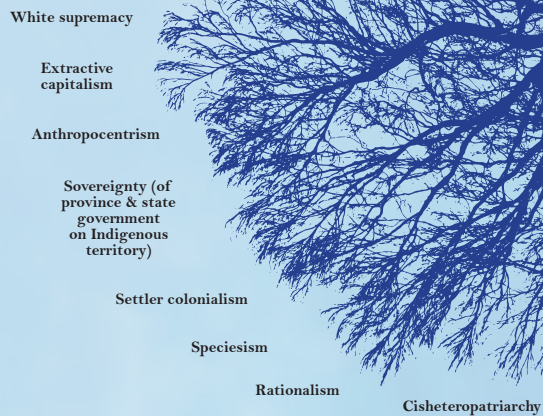 White supremacy
Extractive
capitalism
Anthropocentrism
Sovereignty (of
province & state
government
on Indigenous
territory)
Settler colonialism
Speciesism
Rationalism
Cisheteropatriarchy